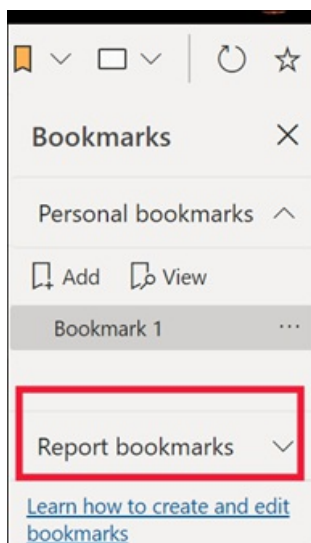 Bookmarks
Personal bookmarks
Add View
Bookmark 1
Report bookmarks
Learn how to create and edit
bookmarks